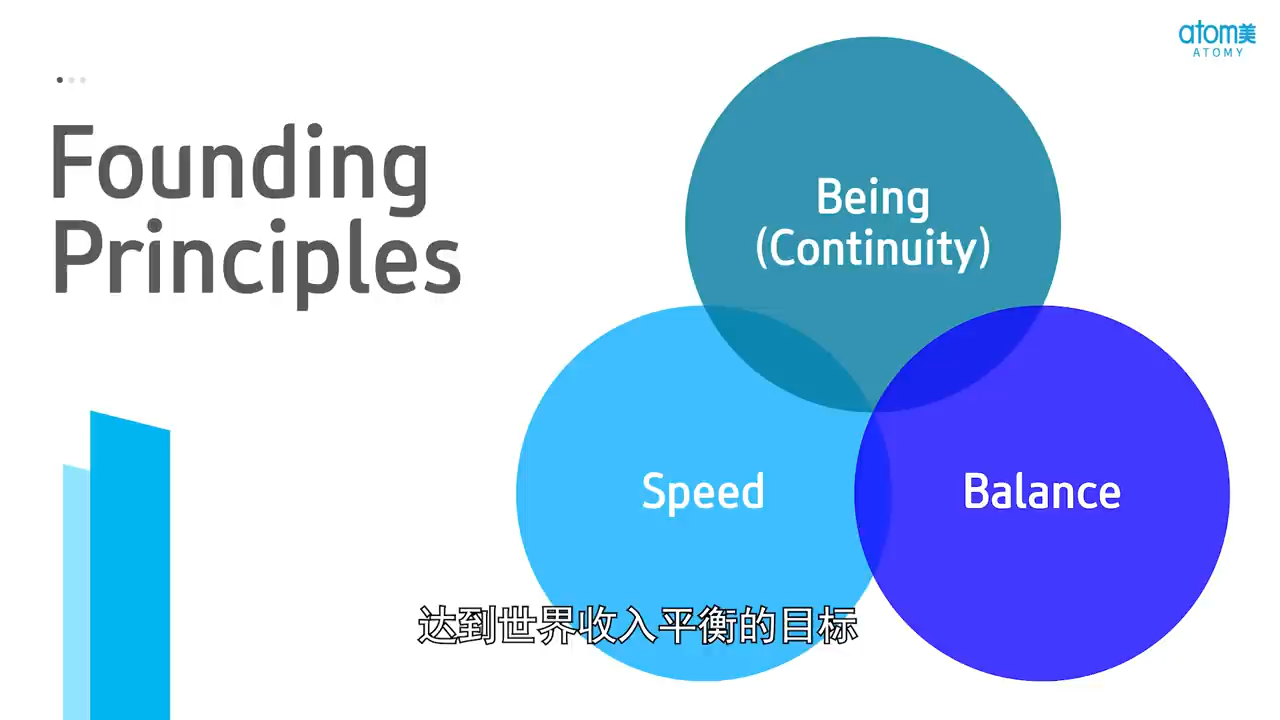 atom美
ATOMY
Founding
Principles
Being
(Continuity)
Speed
Balance
达到世界收入平衡的目标